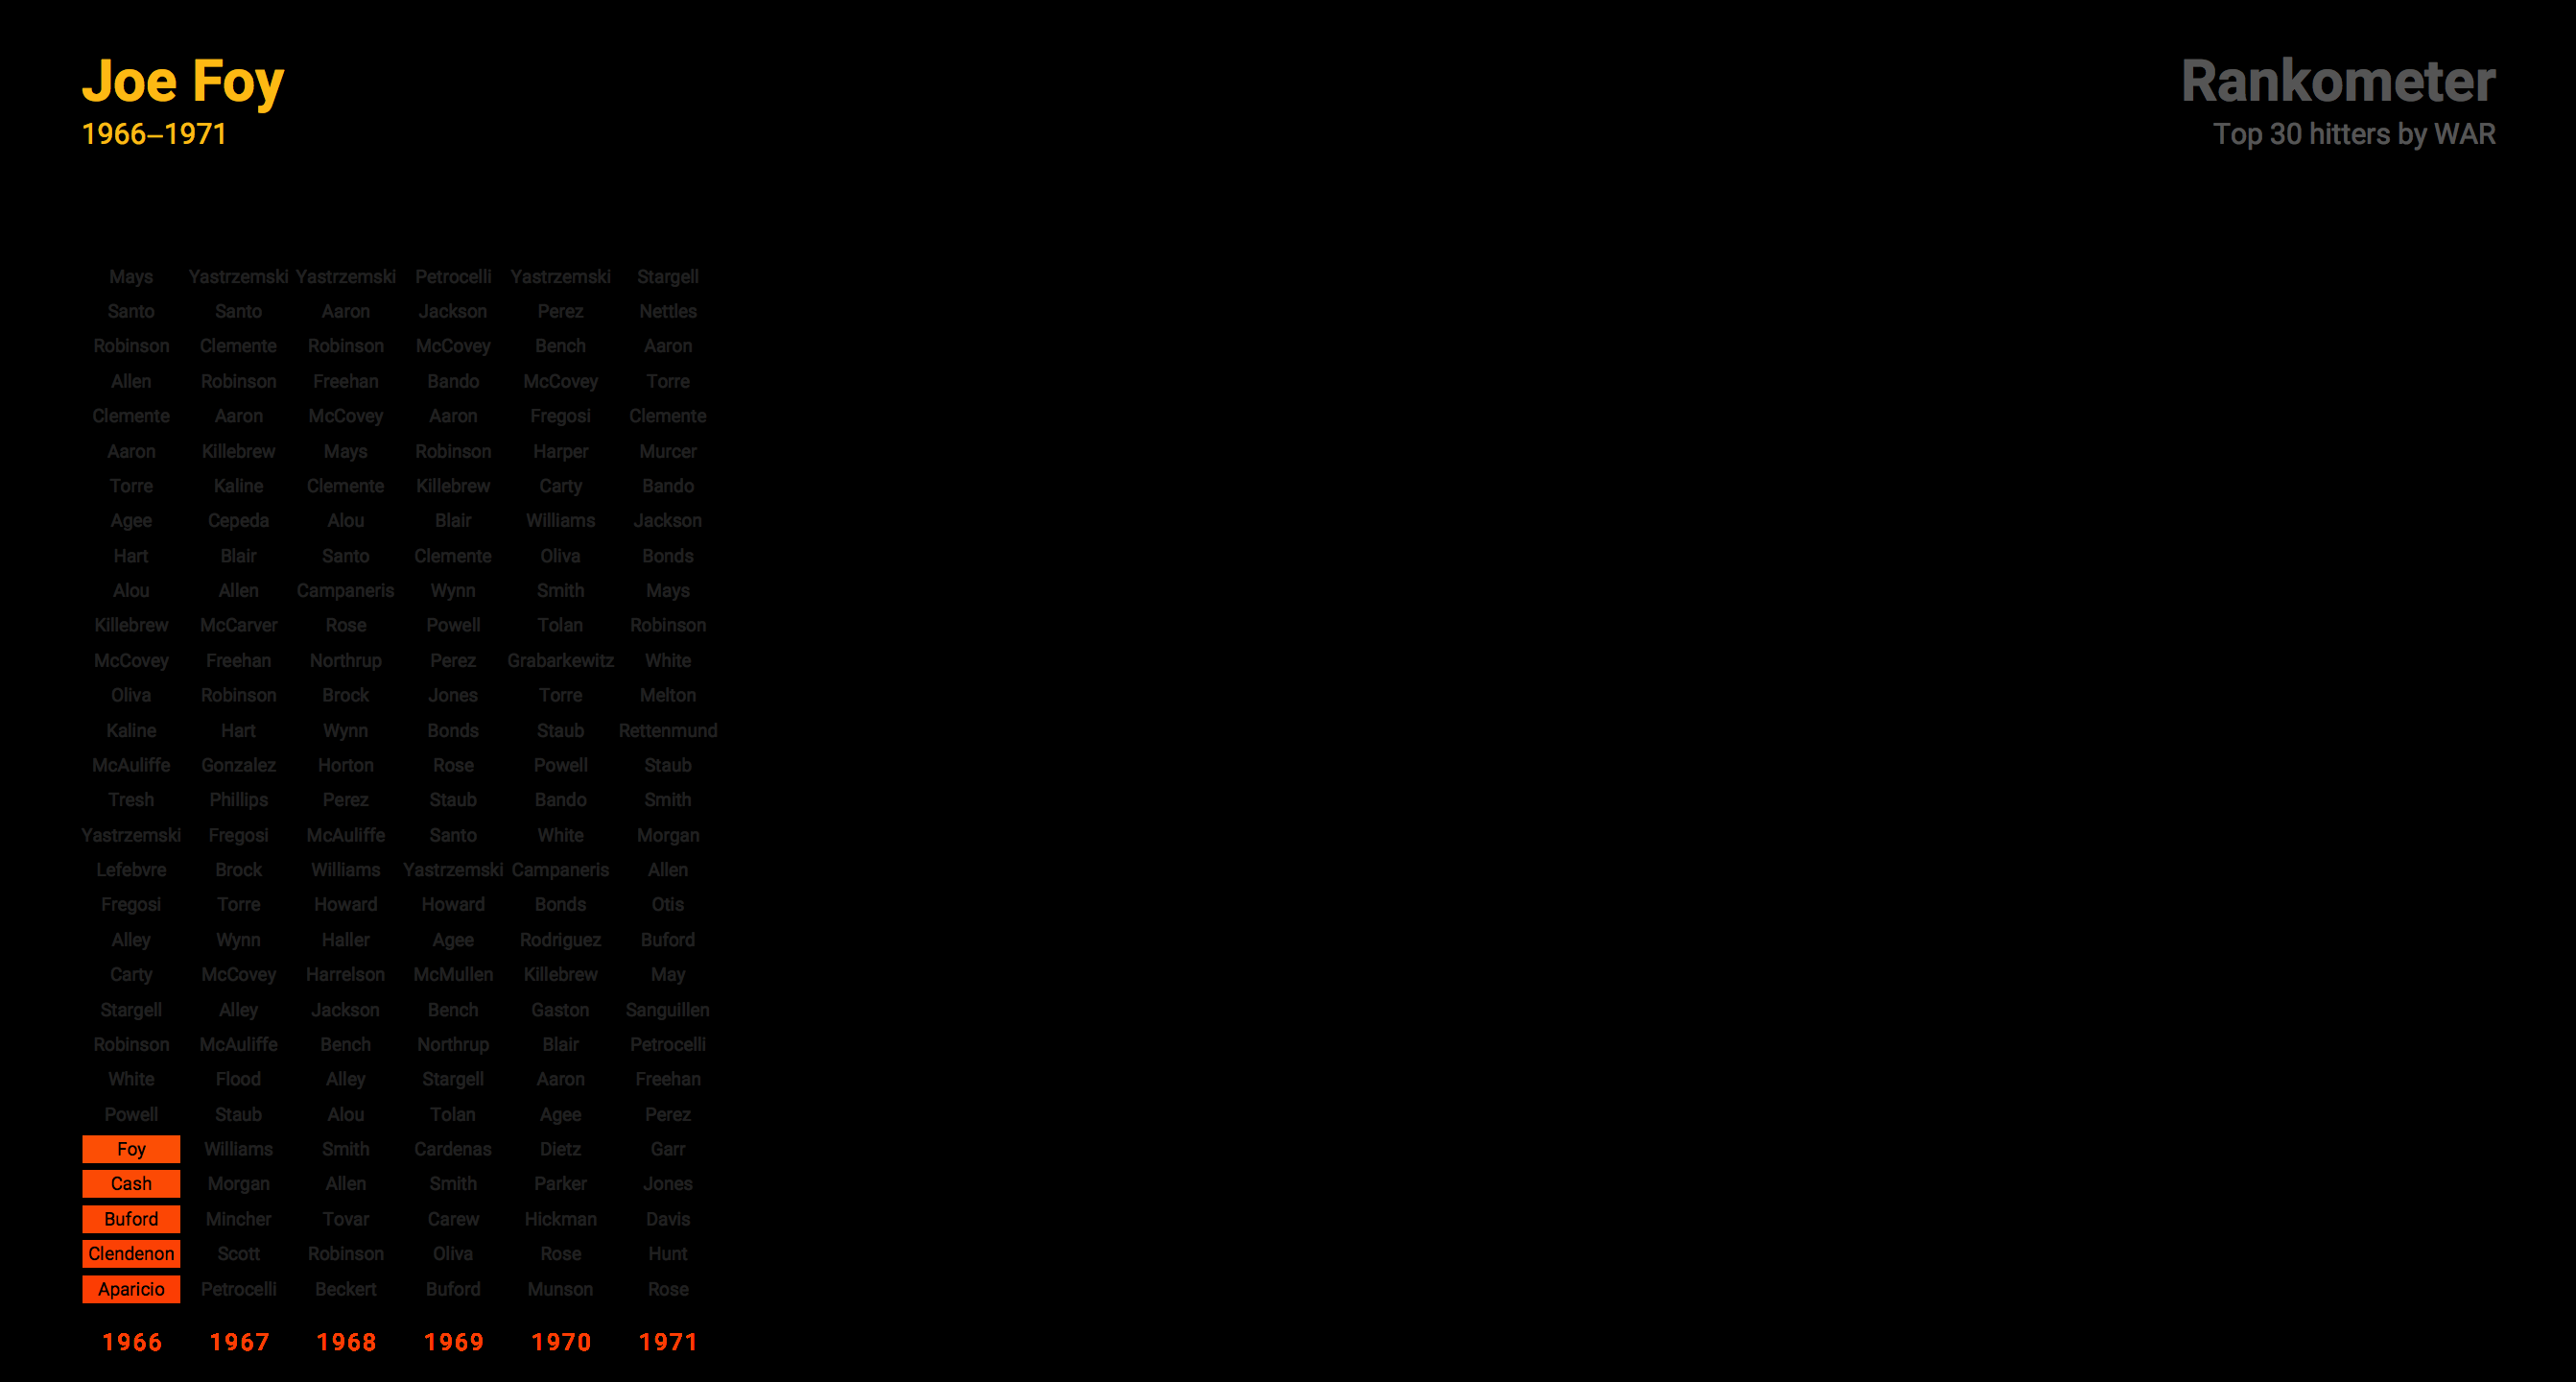 Joe Foy
1966–1971
Rankometer
Top 30 hitters by WAR
Mays Yastrzemski Yastrzemski Petrocelli Yastrzemski Stargell
Santo Santo Aaron Jackson Perez Nettles
Robinson Clemente Robinson McCovey Bench Aaron
Allen Robinson Freehan Bando McCovey Torre
Clemente Aaron McCovey Aaron Fregosi Clemente
Aaron Killebrew Mays Robinson Harper Murcer
Torre Kaline Clemente Killebrew Carty Bando
Agee Cepeda Alou Blair Williams Jackson
Hart Blair Santo Clemente Oliva Bonds
Alou Allen Campaneris Wynn Smith Mays
Killebrew McCarver Rose Powell Tolan Robinson
McCovey Freehan Northrup Perez Grabarkewitz White
Oliva Robinson Brock Jones Torre Melton
Kaline Hart Wynn Bonds Staub Rettenmund
McAuliffe Gonzalez Horton Rose Powell Staub
Tresh Phillips Perez Staub Bando Smith
Yastrzemski Fregosi McAuliffe Santo White Morgan
Lefebvre Brock Williams Yastrzemski Campaneris Allen
Fregosi Torre Howard Howard Bonds Otis
Alley Wynn Haller Agee Rodriguez Buford
Carty McCovey Harrelson McMullen Killebrew May
Stargell Alley Jackson Bench Gaston Sanguillen
Robinson McAuliffe Bench Northrup Blair Petrocelli
White Flood Alley Stargell Aaron Freehan
Powell Staub Alou Tolan Agee Perez
Foy Williams Smith Cardenas Dietz Garr
Cash Morgan Allen Smith Parker Jones
Buford Mincher Tovar Carew Hickman Davis
Clendenon Scott Robinson Oliva Rose Hunt
Aparicio Petrocelli Beckert Buford Munson Rose
1966 1967 1968 1969 1970 1971